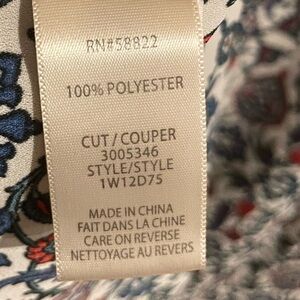 RN#58822
100% POLYESTER
CUT/COUPER
3005346
STYLE/STYLE
1W12D75
MADE IN CHINA
FAIT DANS LA CHINE
CARE ON REVERSE
NETTOYAGE AU REVERS